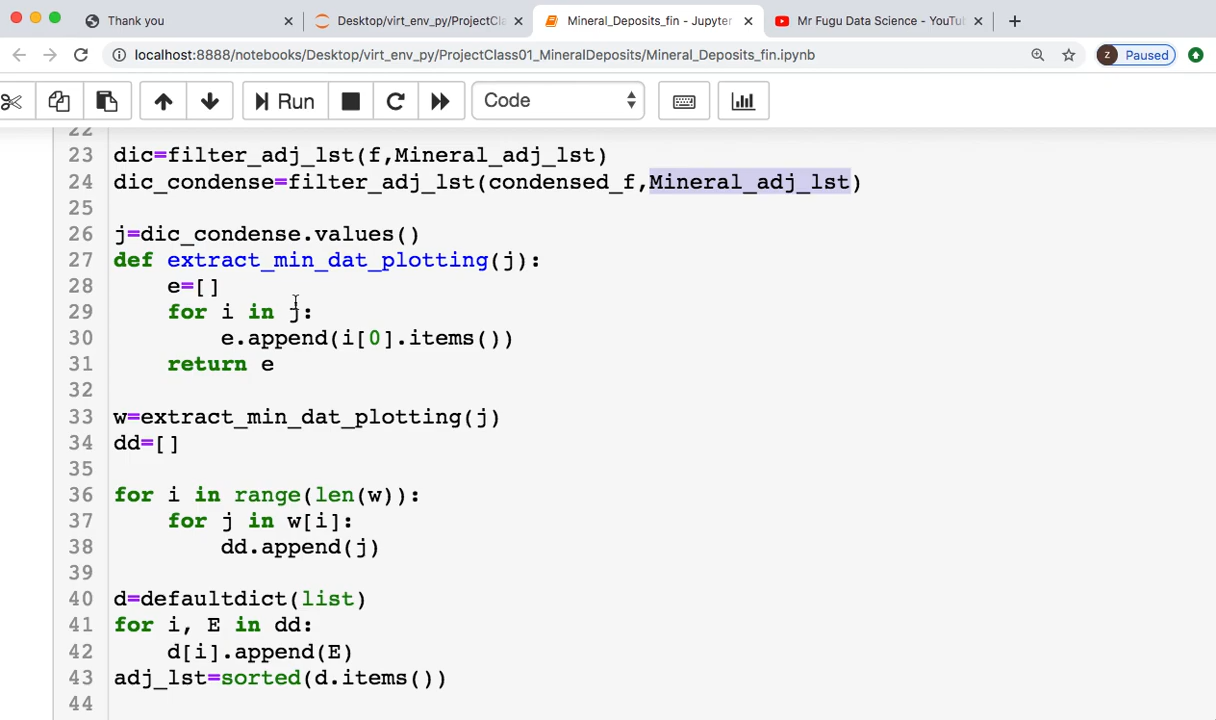 Thank you
Desktop/virt_env_py/ProjectCla
Mineral_Deposits_fin - Jupyter
Mr Fugu Data Science - YouTu
localhost:8888/notebooks/Desktop/virt_env_py/ProjectClass01_MineralDeposits/Mineral_Deposits_fin.ipynb
Z Paused
Run
Code
22
23 dic=filter_adj_lst(f,Mineral_adj_lst)
24 dic_condense=filter_adj_lst(condensed_f,Mineral_adj_lst)
25
26 j=dic_condense.values()
27 def extract_min_dat_plotting(j):
28 e=[]
29 for i in j:
30 e.append(i[0].items())
31 return e
32
33 w=extract_min_dat_plotting(j)
34 dd=[]
35
36 for i in range(len(w)):
37 for j in w[i]:
38 dd.append(j)
39
40 d=defaultdict(list)
41 for i, E in dd:
42 d[i].append(E)
43 adj_lst=sorted(d.items())
44